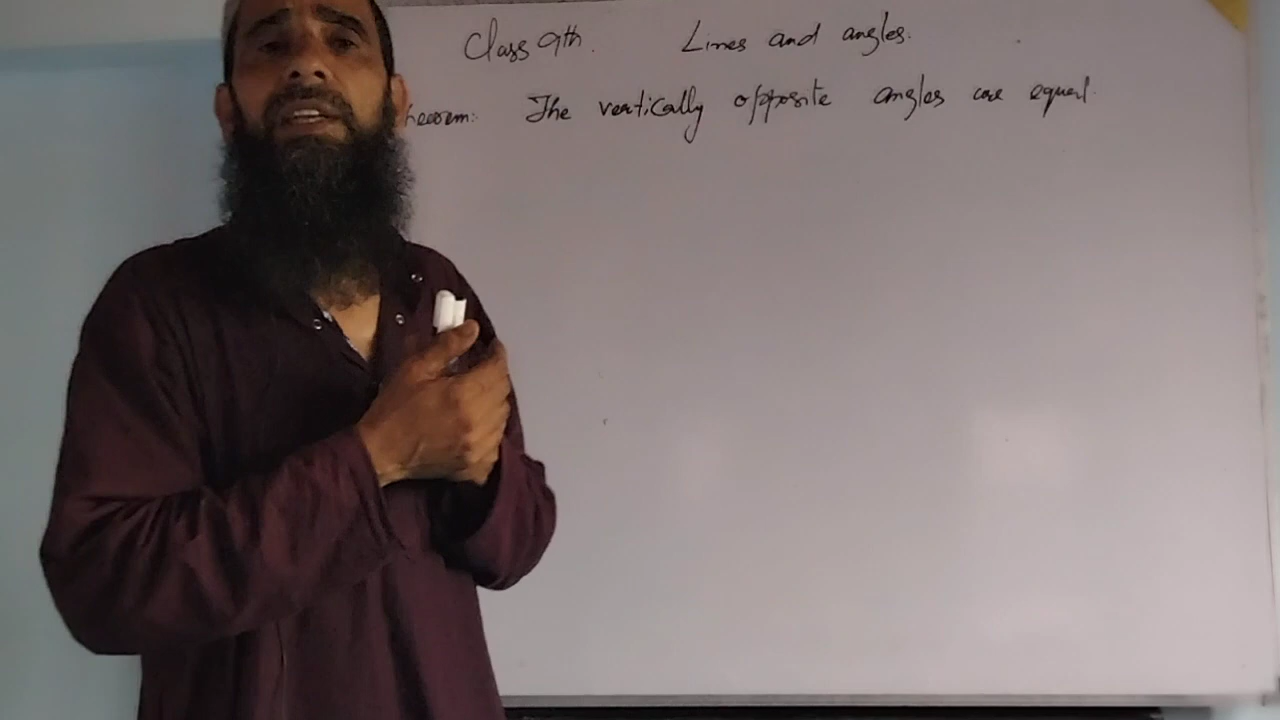 Class 9th. Lines and angles.
heorem: The vertically opposite angles are equal.